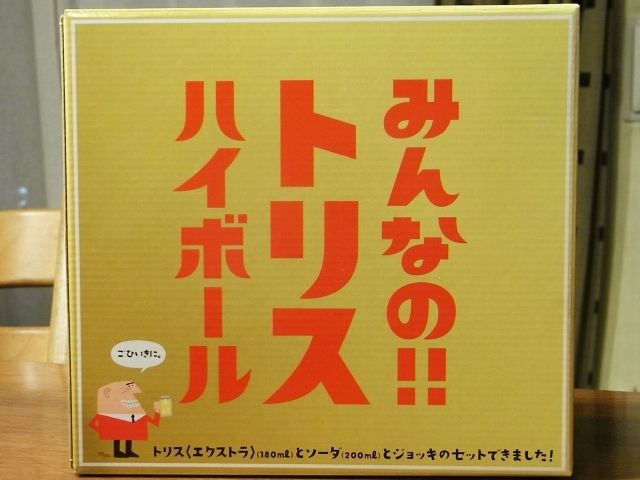 みんなの!!
トリス
ハイボール
ごひいきに。
トリス〈エクストラ〉(180ml)とソーダ(200ml)とジョッキのセットできました!